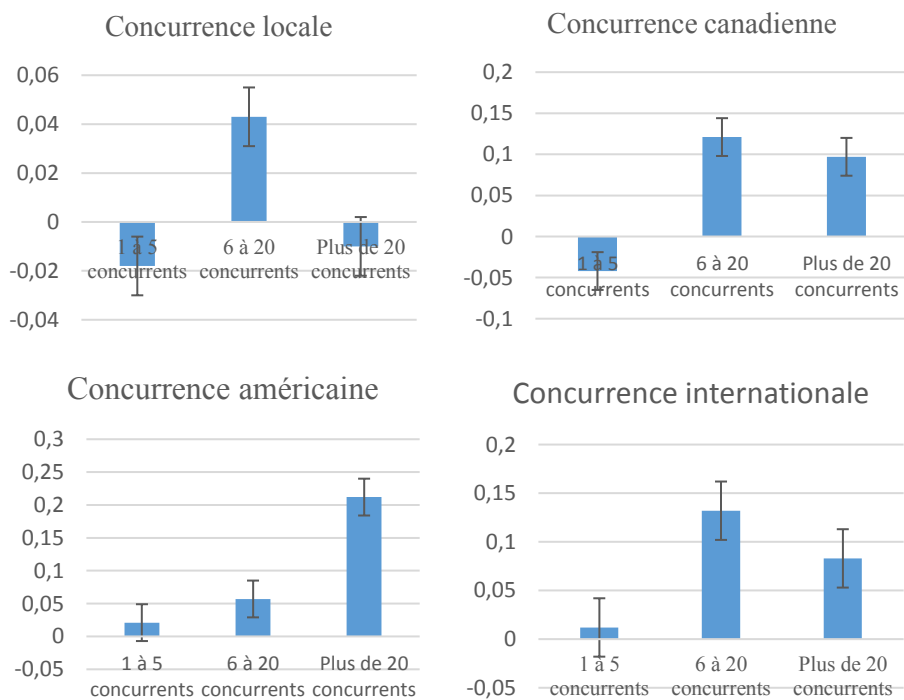 Concurrence locale
0,06
0,04
0,02
0
-0,02
-0,04
1 à 5
concurrents
6 à 20
concurrents
Plus de 20
concurrents
Concurrence canadienne
0,2
0,15
0,1
0,05
0
-0,05
-0,1
1 à 5
concurrents
6 à 20
concurrents
Plus de 20
concurrents
Concurrence américaine
0,3
0,25
0,2
0,15
0,1
0,05
0
-0,05
1 à 5
concurrents
6 à 20
concurrents
Plus de 20
concurrents
Concurrence internationale
0,2
0,15
0,1
0,05
0
-0,05
1 à 5
concurrents
6 à 20
concurrents
Plus de 20
concurrents